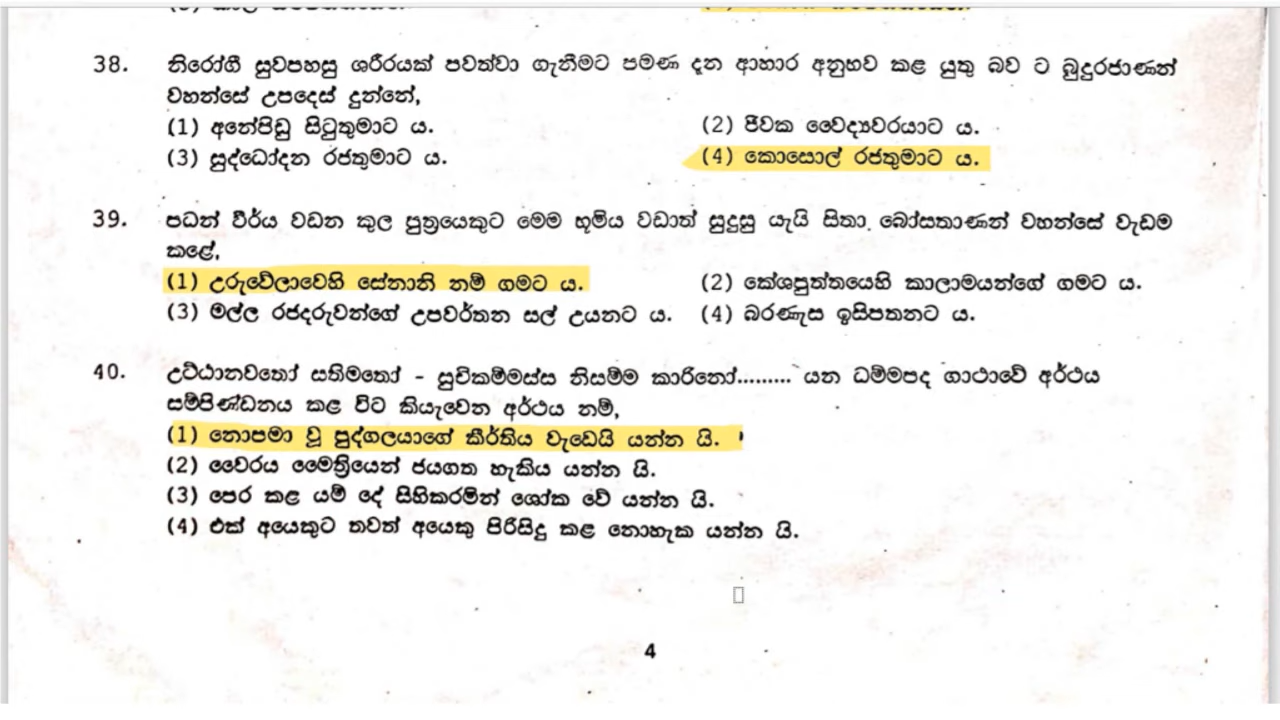 38. නිරෝගී සුවපහසු ශරීරයක් පවත්වා ගැනීමට පමණ දැන ආහාර අනුභව කළ යුතු බව ට බුදුරජාණන්
වහන්සේ උපදෙස් දුන්නේ,
(1) අනේපිඬු සිටුතුමාට ය. (2) ජීවක වෛද්‍යවරයාට ය.
(3) සුද්ධෝදන රජතුමාට ය. (4) කොසොල් රජතුමාට ය.
39. පධන් වීර්ය වඩන කුල පුත්‍රයෙකුට මෙම භූමිය වඩාත් සුදුසු යැයි සිතා බෝසතාණන් වහන්සේ වැඩම
කළේ,
(1) උරුවේලාවෙහි සේනානි නම් ගමට ය. (2) කේශපුත්තයෙහි කාලාමයන්ගේ ගමට ය.
(3) මල්ල රජදරුවන්ගේ උපවර්තන සල් උයනට ය. (4) බරණැස ඉසිපතනට ය.
40. උට්ඨානවතෝ සතිමතෝ - සුචිකම්මස්ස නිසම්ම කාරිනෝ......... යන ධම්මපද ගාථාවේ අර්ථය
සම්පිණ්ඩනය කළ විට කියැවෙන අර්ථය නම්,
(1) නොපමා වූ පුද්ගලයාගේ කීර්තිය වැඩෙයි යන්න යි.
(2) වෛරය මෛත්‍රියෙන් ජයගත හැකිය යන්න යි.
(3) පෙර කළ යම් දේ සිහිකරමින් ශෝක වේ යන්න යි.
(4) එක් අයෙකුට තවත් අයෙකු පිරිසිදු කළ නොහැක යන්න යි.
4